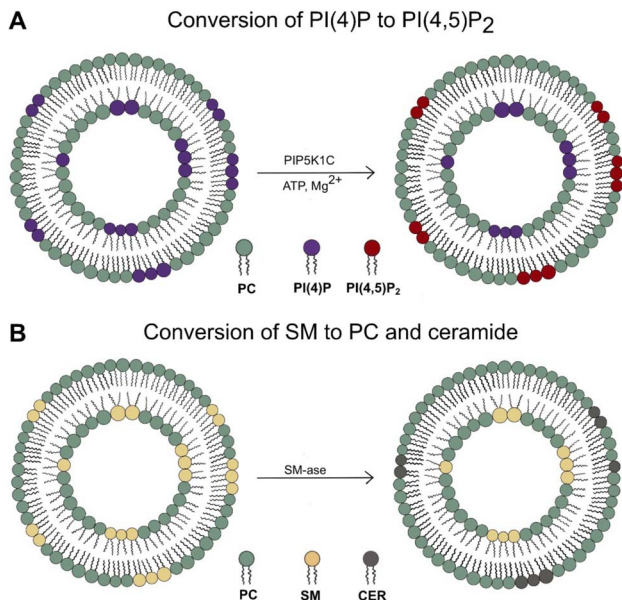 A Conversion of PI(4)P to PI(4,5)P2
PIP5K1C
ATP, Mg2+
PC PI(4)P PI(4,5)P2
B Conversion of SM to PC and ceramide
SM-ase
PC SM CER